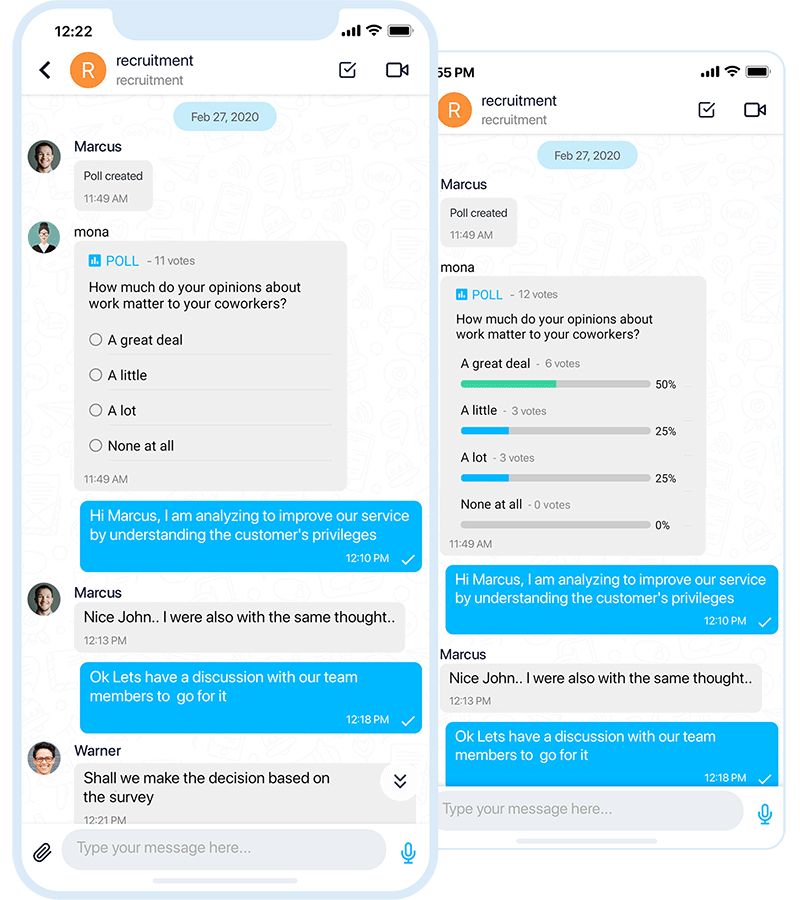 12:22
R
recruitment
recruitment
Feb 27, 2020
Marcus
Poll created
11:49 AM
mona
POLL - 11 votes
How much do your opinions about
work matter to your coworkers?
A great deal
A little
A lot
None at all
11:49 AM
Hi Marcus, I am analyzing to improve our service
by understanding the customer's privileges
12:10 PM
Marcus
Nice John.. I were also with the same thought..
12:13 PM
Ok Lets have a discussion with our team
members to  go for it
12:18 PM
Warner
Shall we make the decision based on
the survey
12:21 PM
Type your message here...
55 PM
R
recruitment
recruitment
Feb 27, 2020
Marcus
Poll created
11:49 AM
mona
POLL - 12 votes
How much do your opinions about
work matter to your coworkers?
A great deal - 6 votes
50%
A little - 3 votes
25%
A lot - 3 votes
25%
None at all - 0 votes
0%
11:49 AM
Hi Marcus, I am analyzing to improve our service
by understanding the customer's privileges
12:10 PM
Marcus
Nice John.. I were also with the same thought..
12:13 PM
Ok Lets have a discussion with our team
members to  go for it
12:18 PM
Type your message here...